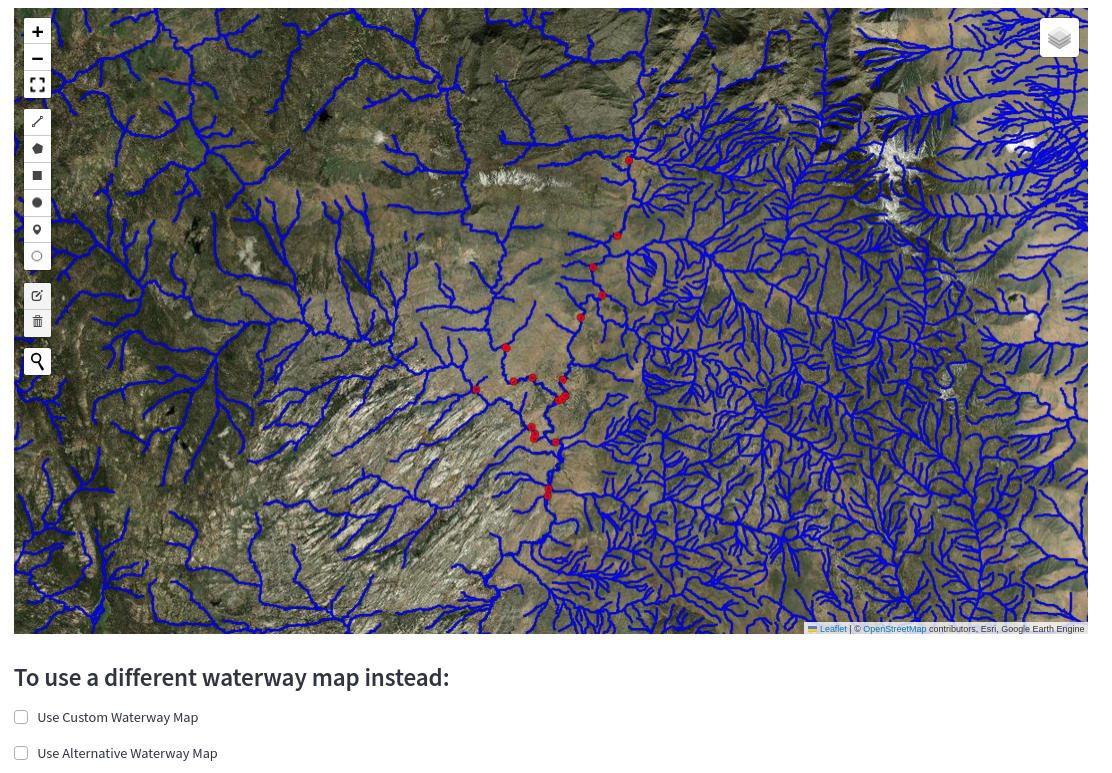 +
−
Leaflet | © OpenStreetMap contributors, Esri, Google Earth Engine
To use a different waterway map instead:
Use Custom Waterway Map
Use Alternative Waterway Map